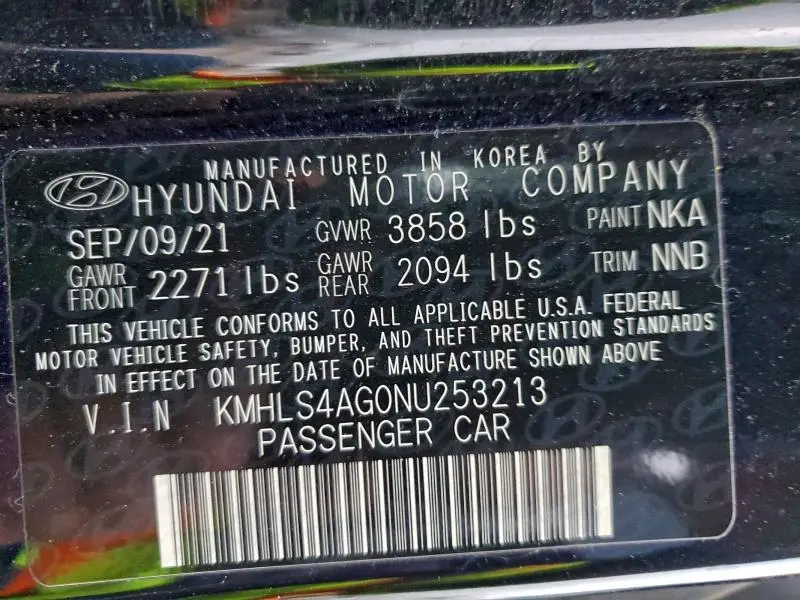 MANUFACTURED IN KOREA BY
HYUNDAI MOTOR COMPANY
SEP/09/21 GVWR 3858 lbs PAINT NKA
GAWR FRONT 2271 lbs GAWR REAR 2094 lbs TRIM NNB
THIS VEHICLE CONFORMS TO ALL APPLICABLE U.S.A. FEDERAL
MOTOR VEHICLE SAFETY, BUMPER, AND THEFT PREVENTION STANDARDS
IN EFFECT ON THE DATE OF MANUFACTURE SHOWN ABOVE
V.I.N KMHLS4AG0NU253213
PASSENGER CAR